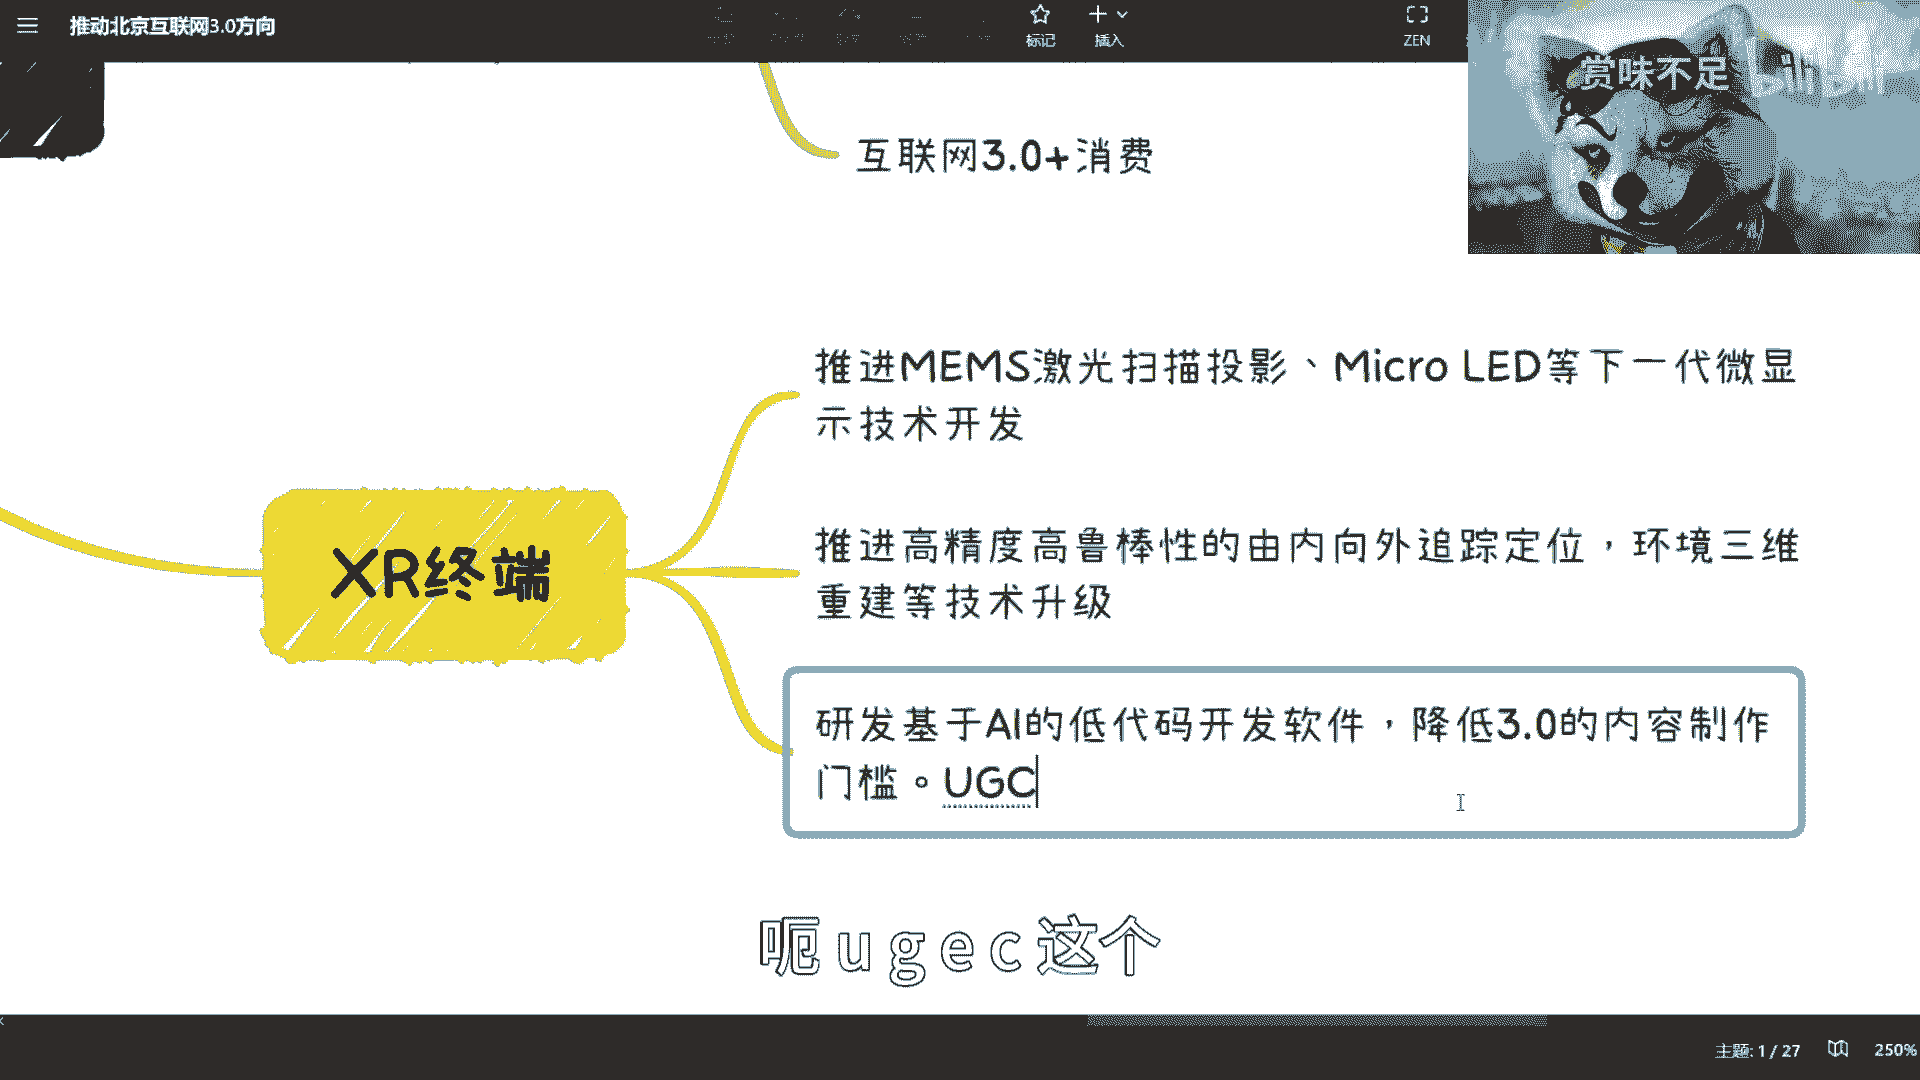 推动北京互联网3.0方向
标记
插入
ZEN
赏味不足
bilibili
互联网3.0+消费
推进MEMS激光扫描投影、Micro LED等下一代微显
示技术开发
XR终端
推进高精度高鲁棒性的由内向外追踪定位，环境三维
重建等技术升级
研发基于AI的低代码开发软件，降低3.0的内容制作
门槛。UGC
呃ugec这个
主题: 1 / 27
250%